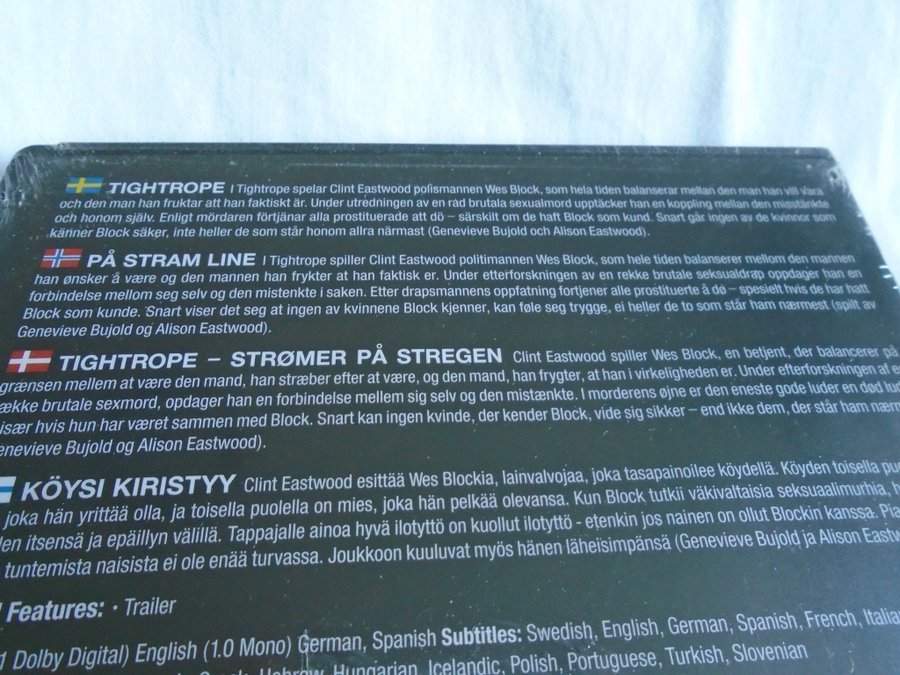 TIGHTROPE I Tightrope spelar Clint Eastwood polismannen Wes Block, som hela tiden balanserar mellan den man han vill vara
och den man han fruktar att han faktiskt är. Under utredningen av en rad brutala sexualmord upptäcker han en koppling mellan den misstänkte
och honom själv. Enligt mördaren förtjänar alla prostituerade att dö – särskilt om de haft Block som kund. Snart går ingen av de kvinnor som
känner Block säker, inte heller de som står honom allra närmast (Genevieve Bujold och Alison Eastwood).
PÅ STRAM LINE I Tightrope spiller Clint Eastwood politimannen Wes Block, som hele tiden balanserer mellom den mannen
han ønsker å være og den mannen han frykter at han faktisk er. Under etterforskningen av en rekke brutale seksualdrap oppdager han en
forbindelse mellom seg selv og den mistenkte i saken. Etter drapsmannens oppfatning fortjener alle prostituerte å dø – spesielt hvis de har hatt
Block som kunde. Snart viser det seg at ingen av kvinnene Block kjenner, kan føle seg trygge, ei heller de to som står ham nærmest (spilt av
Genevieve Bujold og Alison Eastwood).
TIGHTROPE – STRØMER PÅ STREGEN Clint Eastwood spiller Wes Block, en betjent, der balancerer på
grænsen mellem at være den mand, han stræber efter at være, og den mand, han frygter, at han i virkeligheden er. Under efterforskningen af e
ække brutale sexmord, opdager han en forbindelse mellem sig selv og den mistænkte. I morderens øjne er den eneste gode luder en død lud
især hvis hun har været sammen med Block. Snart kan ingen kvinde, der kender Block, vide sig sikker – end ikke dem, der står ham nærm
enevieve Bujold og Alison Eastwood).
KÖYSI KIRISTYY Clint Eastwood esittää Wes Blockia, lainvalvojaa, joka tasapainoilee köydellä. Köyden toisella puo
joka hän yrittää olla, ja toisella puolella on mies, joka hän pelkää olevansa. Kun Block tutkii väkivaltaisia seksuaalimurhia, h
len itsensä ja epäillyn välillä. Tappajalle ainoa hyvä ilotyttö on kuollut ilotyttö - etenkin jos nainen on ollut Blockin kanssa. Pia
tuntemista naisista ei ole enää turvassa. Joukkoon kuuluvat myös hänen läheisimpänsä (Genevieve Bujold ja Alison Eastw
Features: · Trailer
1 Dolby Digital) English (1.0 Mono) German, Spanish Subtitles: Swedish, English, German, Spanish, French, Italian
Hebrew, Hungarian, Icelandic, Polish, Portuguese, Turkish, Slovenian